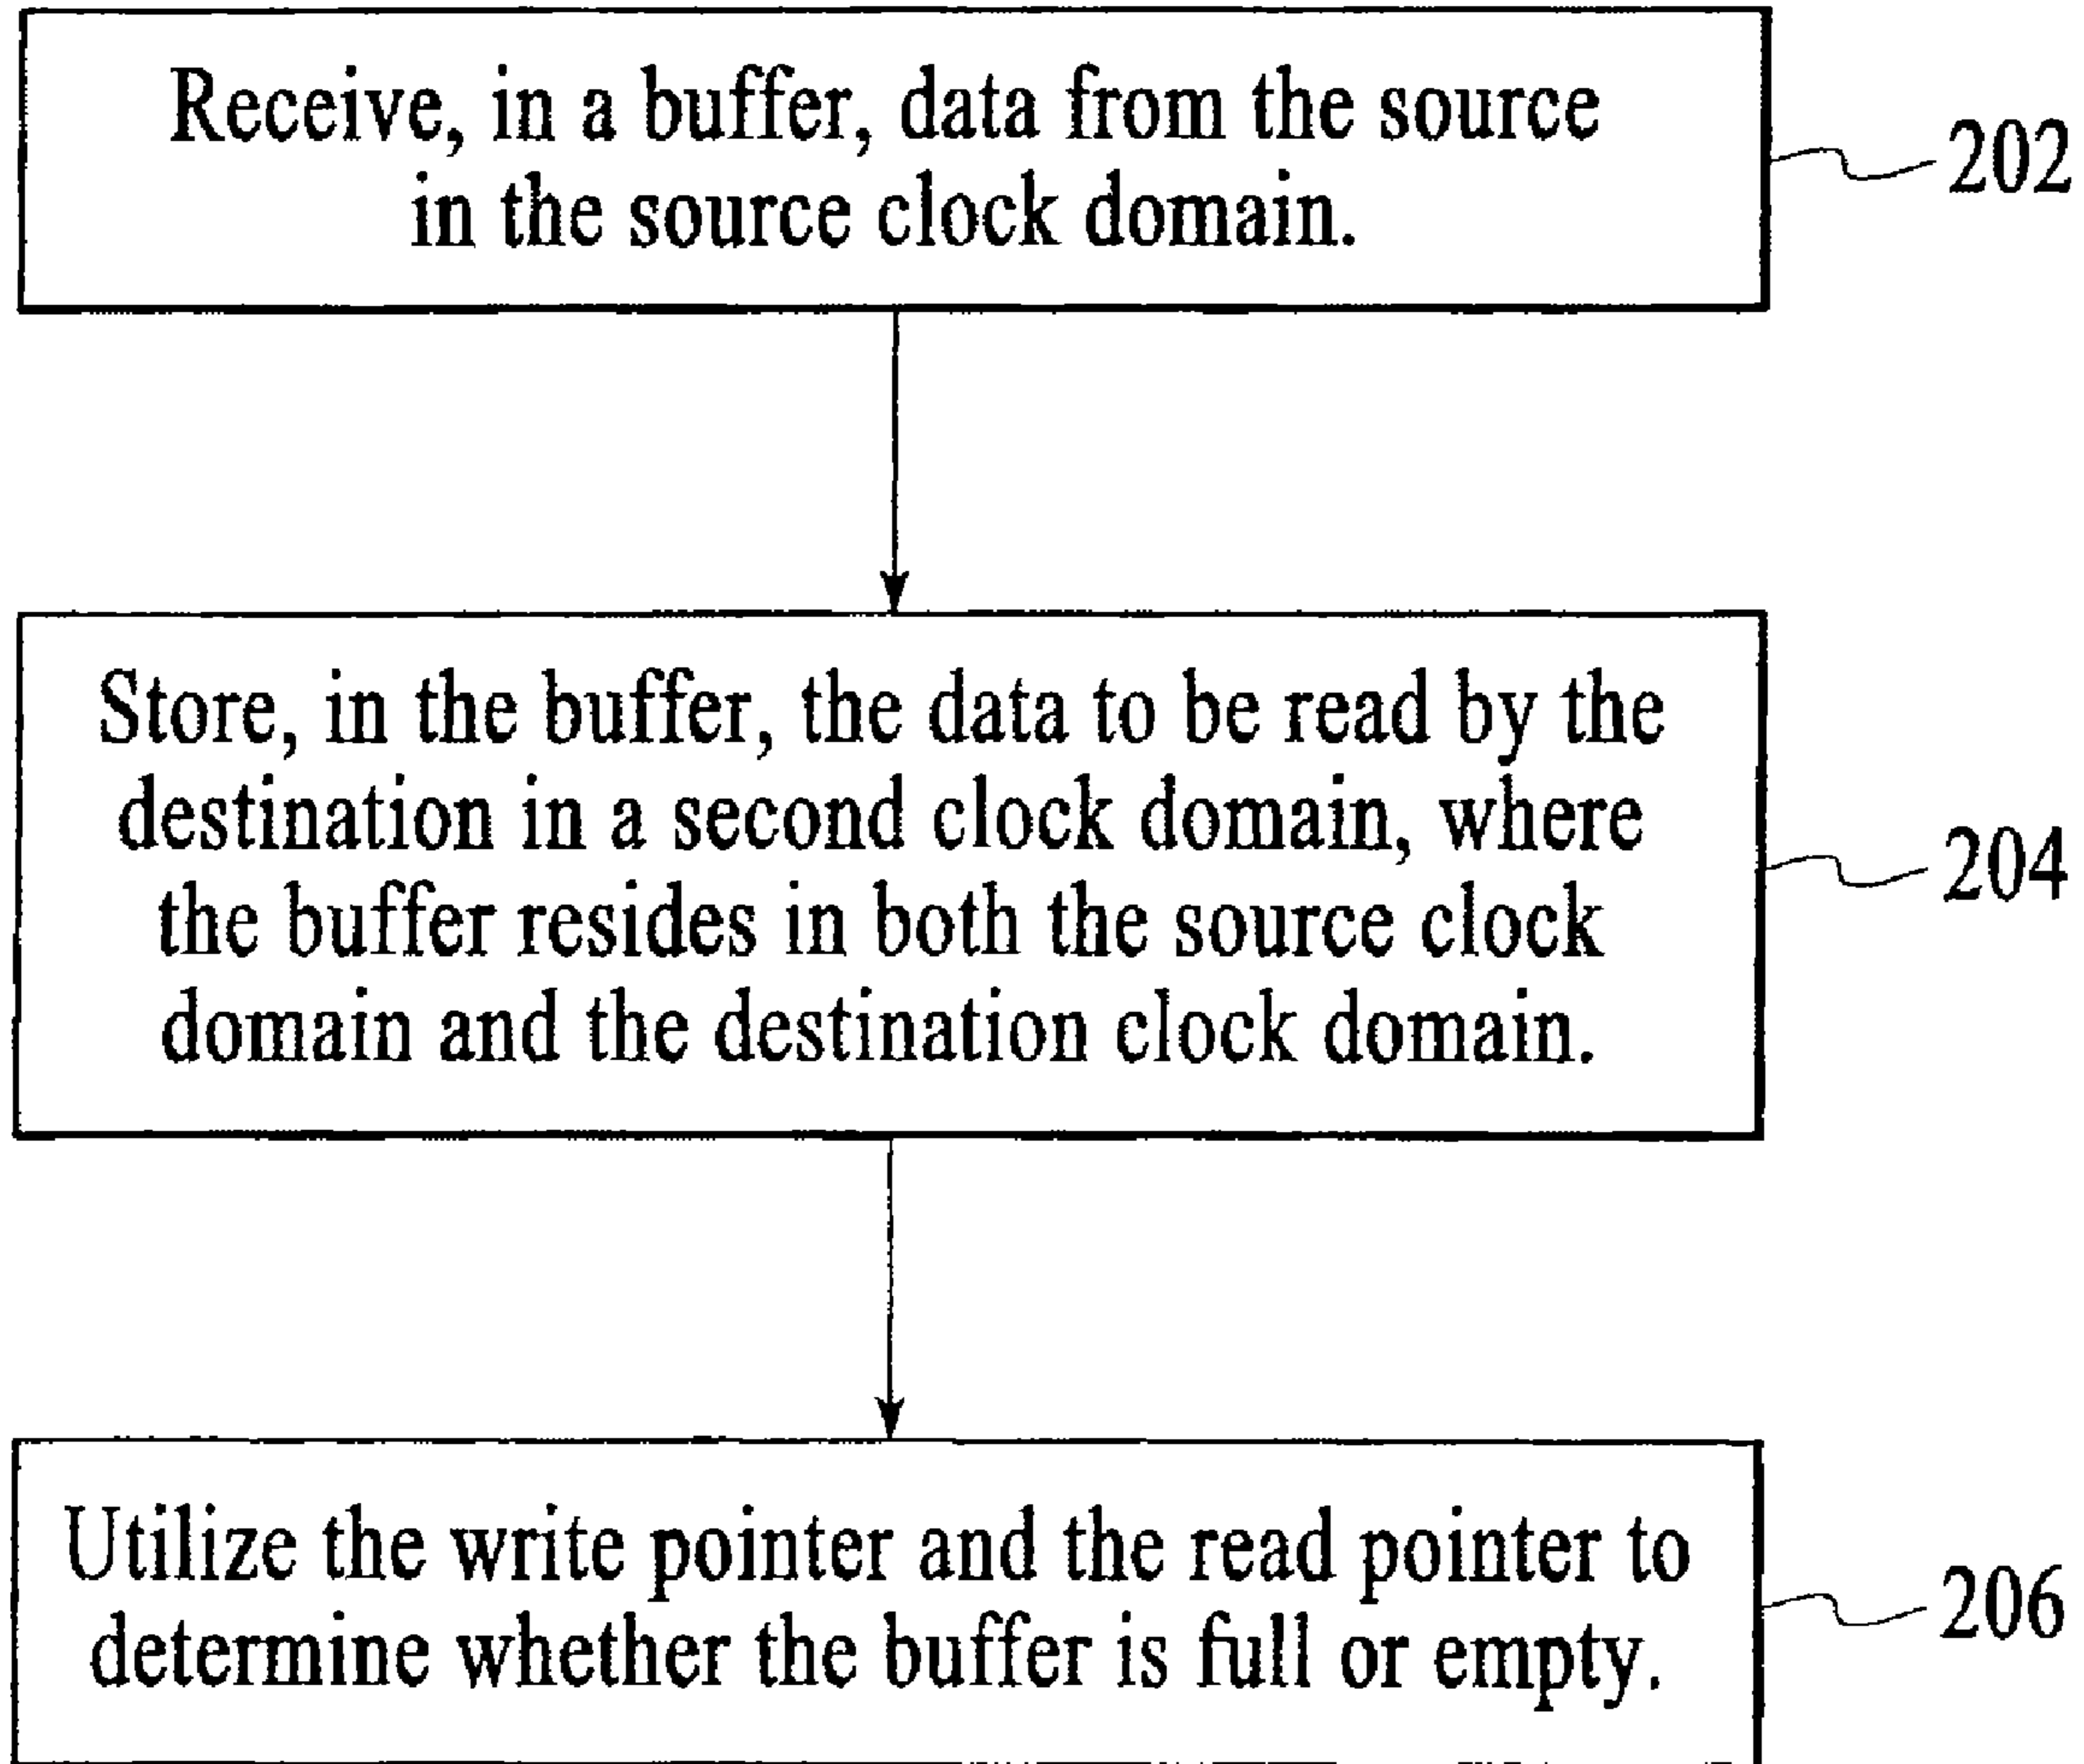 Receive, in a buffer, data from the source
in the source clock domain.
202
Store, in the buffer, the data to be read by the
destination in a second clock domain, where
the buffer resides in both the source clock
domain and the destination clock domain.
204
Utilize the write pointer and the read pointer to
determine whether the buffer is full or empty.
206